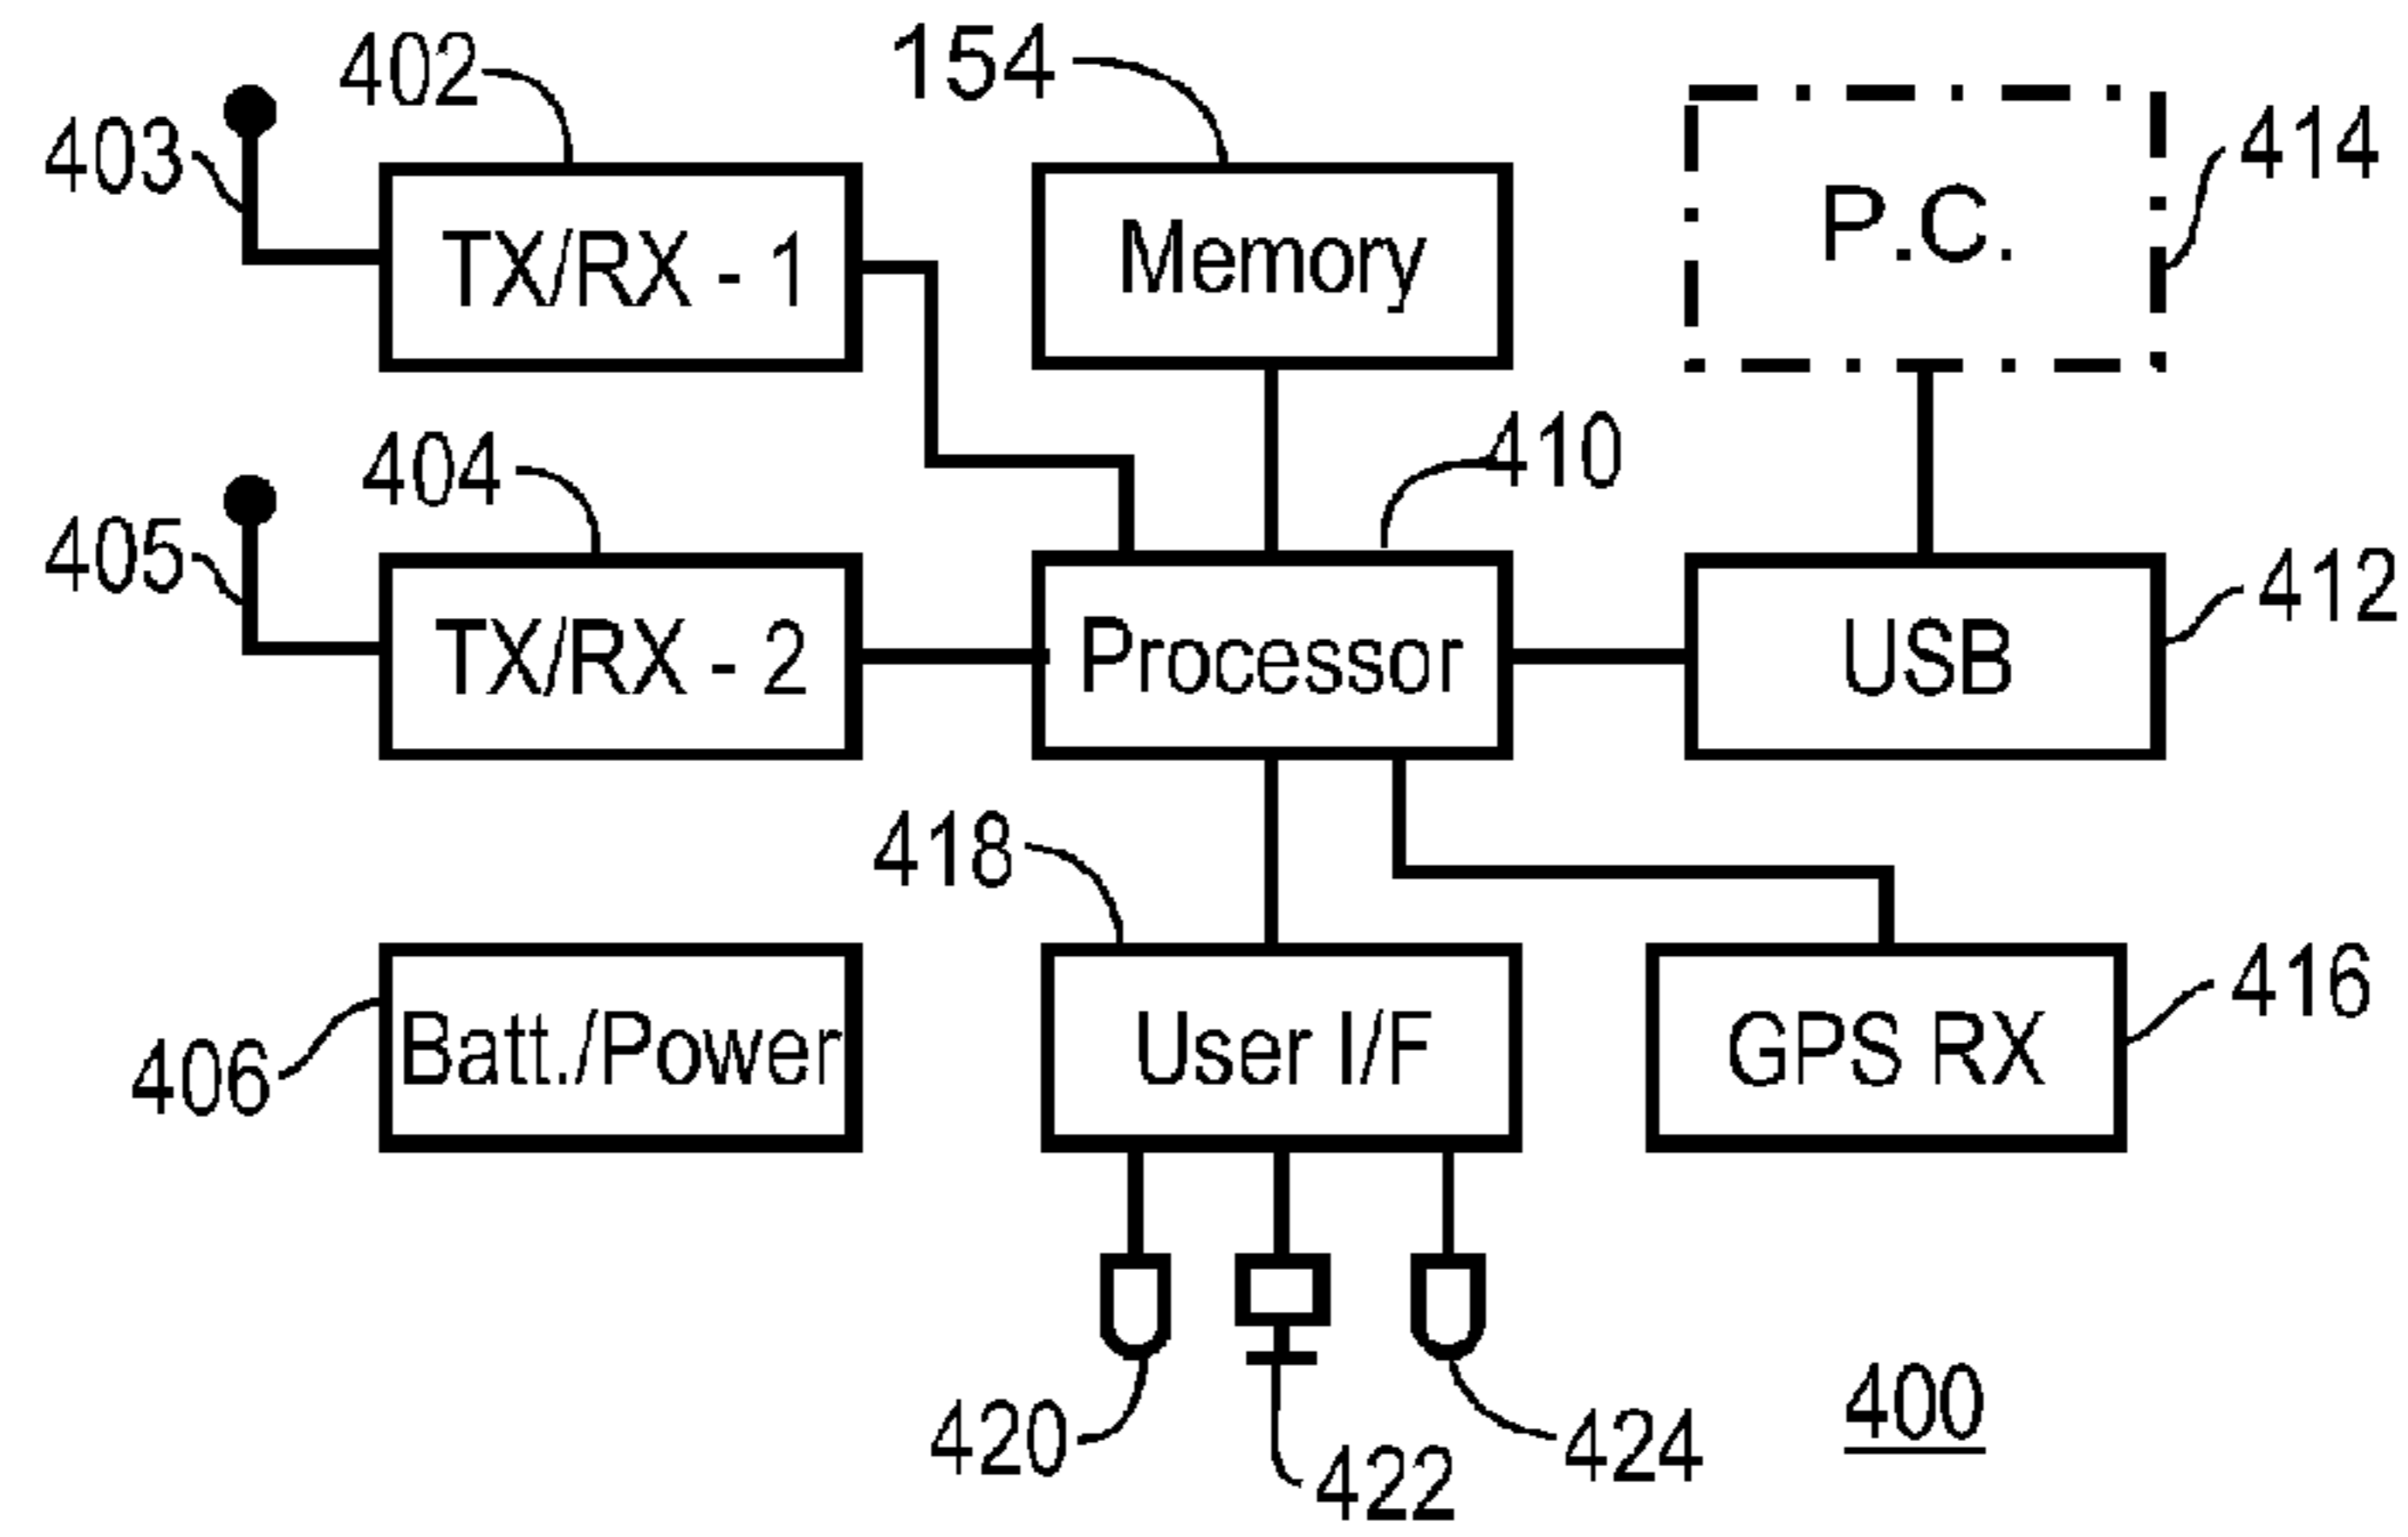 402
154
403
414
TX/RX - 1
Memory
P.C.
404
410
405
412
TX/RX - 2
Processor
USB
418
406
416
Batt./Power
User I/F
GPS RX
420
422
424
400